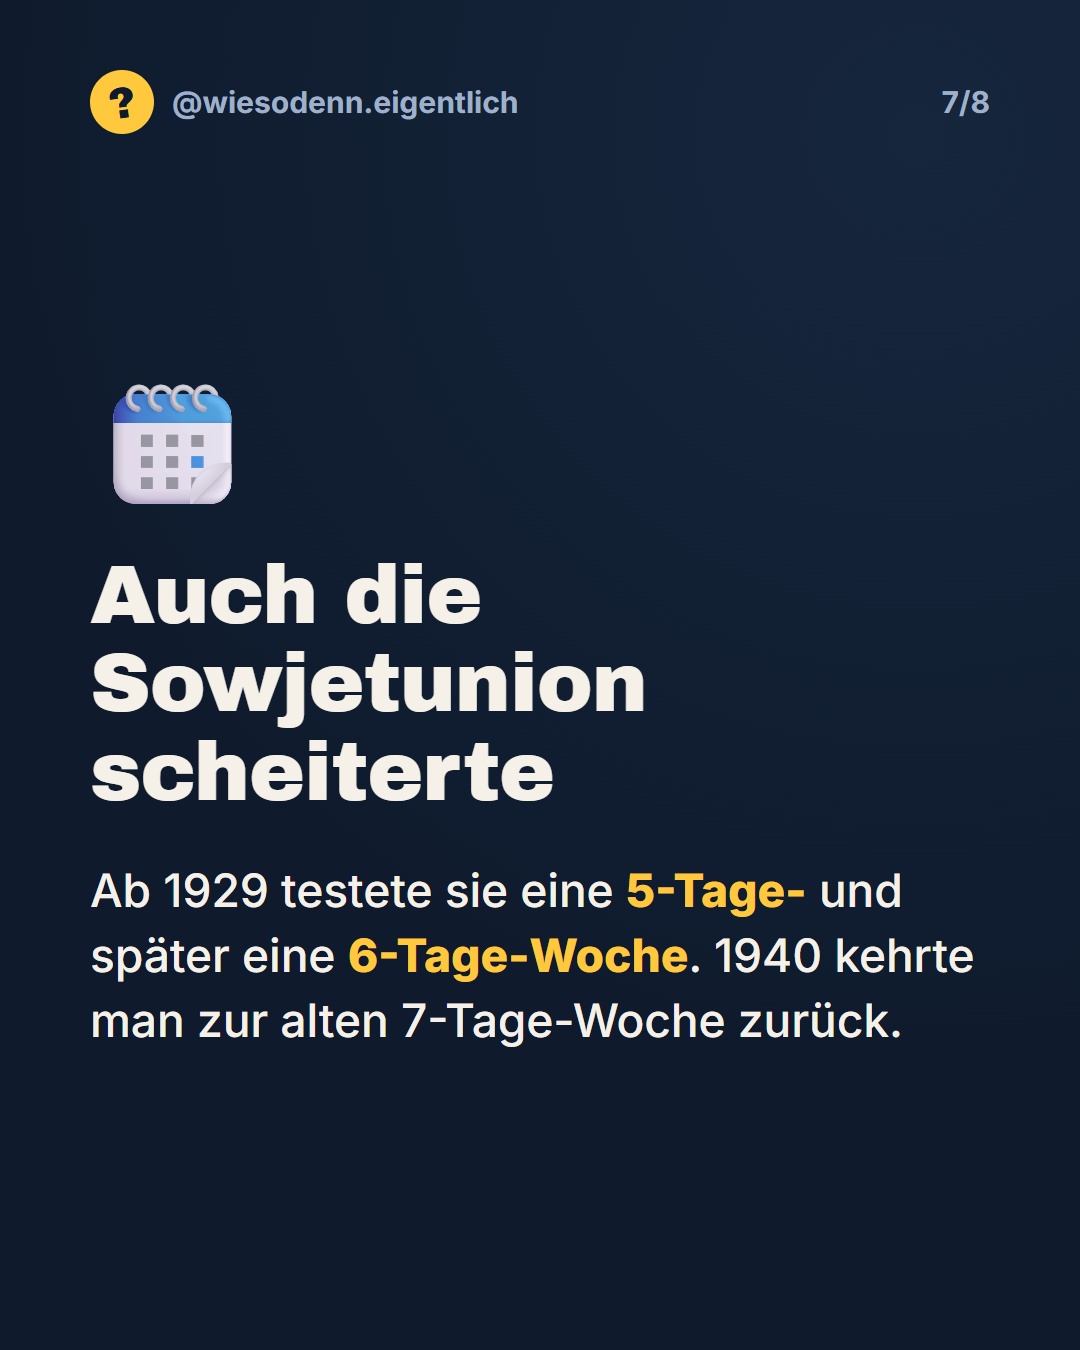 ?
@wiesodenn.eigentlich
7/8
Auch die
Sowjetunion
scheiterte
Ab 1929 testete sie eine 5-Tage- und
später eine 6-Tage-Woche. 1940 kehrte
man zur alten 7-Tage-Woche zurück.